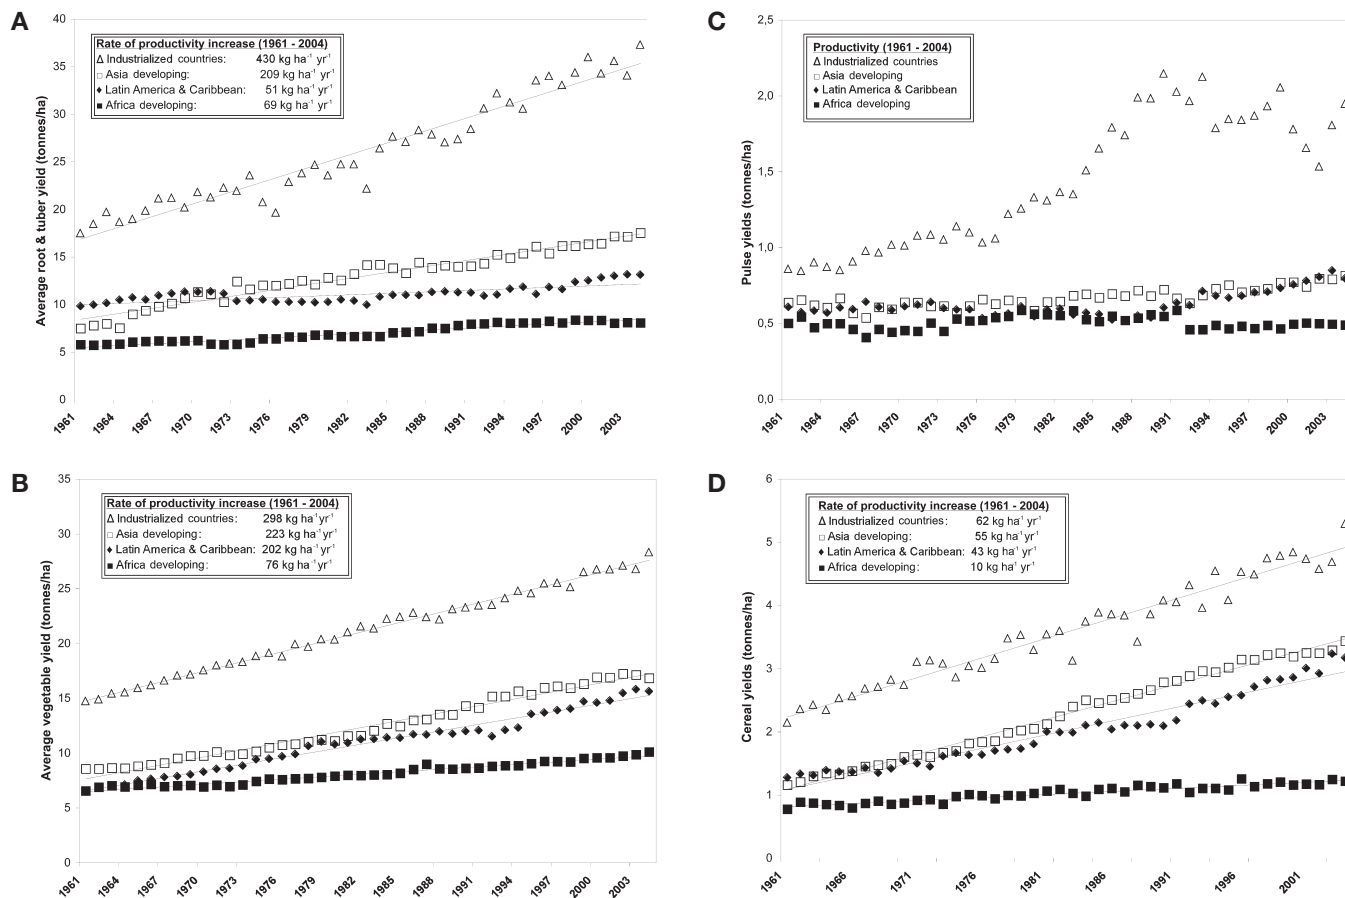 A
Rate of productivity increase (1961 - 2004)
△ Industrialized countries: 430 kg ha⁻¹ yr⁻¹
□ Asia developing: 209 kg ha⁻¹ yr⁻¹
◆ Latin America & Caribbean: 51 kg ha⁻¹ yr⁻¹
■ Africa developing: 69 kg ha⁻¹ yr⁻¹
Average root & tuber yield (tonnes/ha)
40
35
30
25
20
15
10
5
0
1961 1964 1967 1970 1973 1976 1979 1982 1985 1988 1991 1994 1997 2000 2003
B
Rate of productivity increase (1961 - 2004)
△ Industrialized countries: 298 kg ha⁻¹ yr⁻¹
□ Asia developing: 223 kg ha⁻¹ yr⁻¹
◆ Latin America & Caribbean: 202 kg ha⁻¹ yr⁻¹
■ Africa developing: 76 kg ha⁻¹ yr⁻¹
Average vegetable yield (tonnes/ha)
35
30
25
20
15
10
5
0
1961 1964 1967 1970 1973 1976 1979 1982 1985 1988 1991 1994 1997 2000 2003
C
Productivity (1961 - 2004)
△ Industrialized countries
□ Asia developing
◆ Latin America & Caribbean
■ Africa developing
Pulse yields (tonnes/ha)
2,5
2,0
1,5
1,0
0,5
0,0
1961 1964 1967 1970 1973 1976 1979 1982 1985 1988 1991 1994 1997 2000 2003
D
Rate of productivity increase (1961 - 2004)
△ Industrialized countries: 62 kg ha⁻¹ yr⁻¹
□ Asia developing: 55 kg ha⁻¹ yr⁻¹
◆ Latin America & Caribbean: 43 kg ha⁻¹ yr⁻¹
■ Africa developing: 10 kg ha⁻¹ yr⁻¹
Cereal yields (tonnes/ha)
6
5
4
3
2
1
0
1961 1966 1971 1976 1981 1986 1991 1996 2001